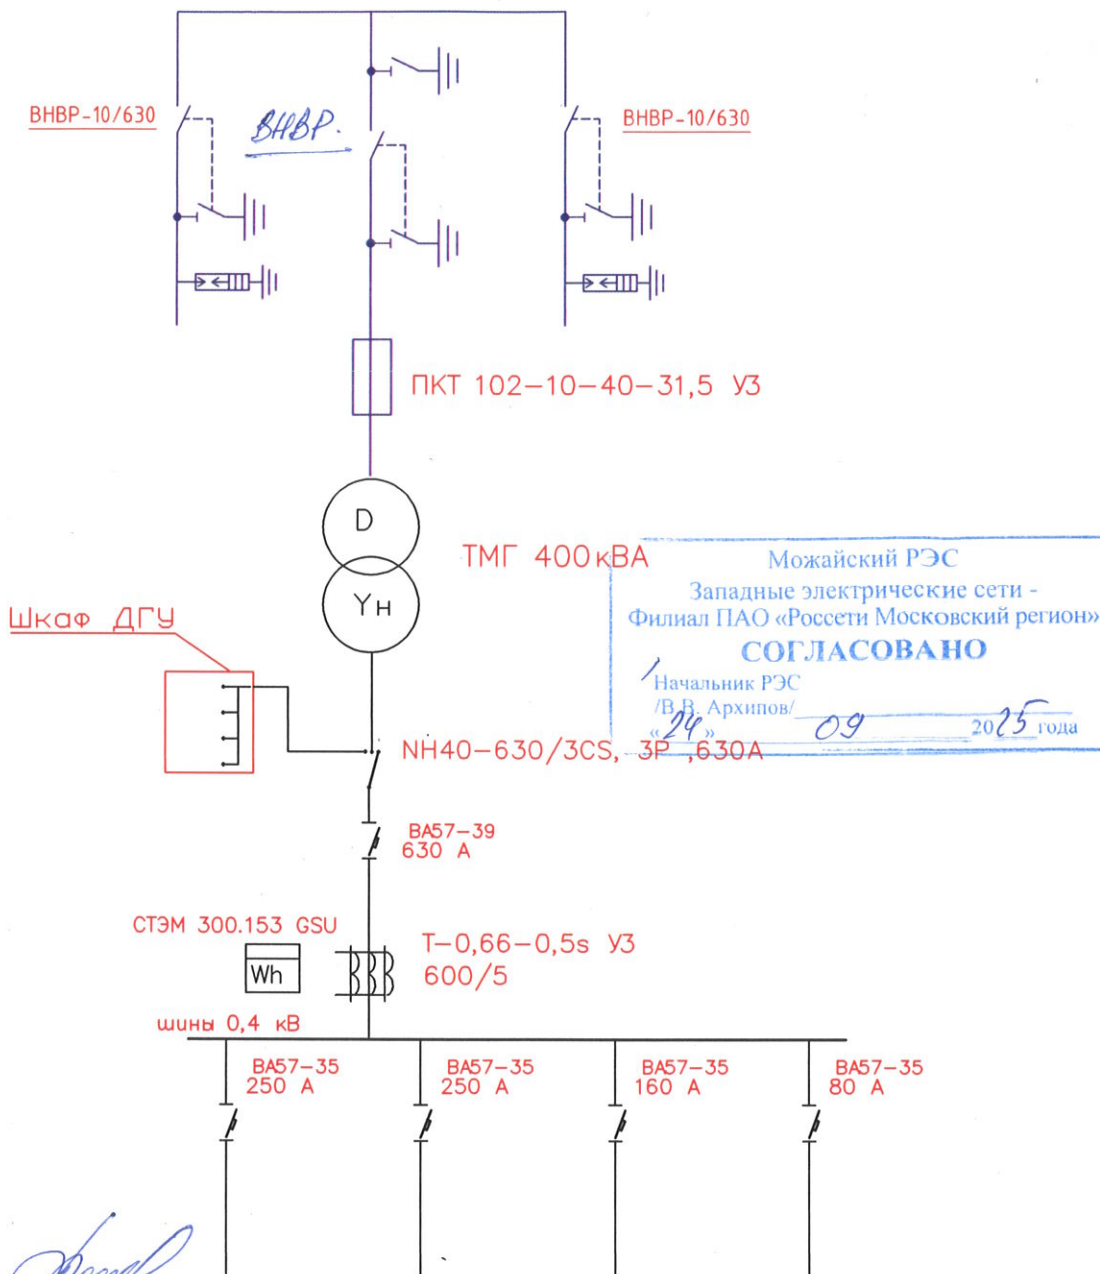 ВНВР-10/630
ВНВР.
ВНВР-10/630
ПКТ 102-10-40-31,5 У3
D
Yн
ТМГ 400кВА
Можайский РЭС
Западные электрические сети -
Филиал ПАО «Россети Московский регион»
СОГЛАСОВАНО
Начальник РЭС
/В.В. Архипов/
«24» 09 2025 года
Шкаф ДГУ
NH40-630/3CS, 3P ,630A
ВА57-39
630 А
СТЭМ 300.153 GSU
Wh
Т-0,66-0,5s У3
600/5
шины 0,4 кВ
ВА57-35
250 А
ВА57-35
250 А
ВА57-35
160 А
ВА57-35
80 А